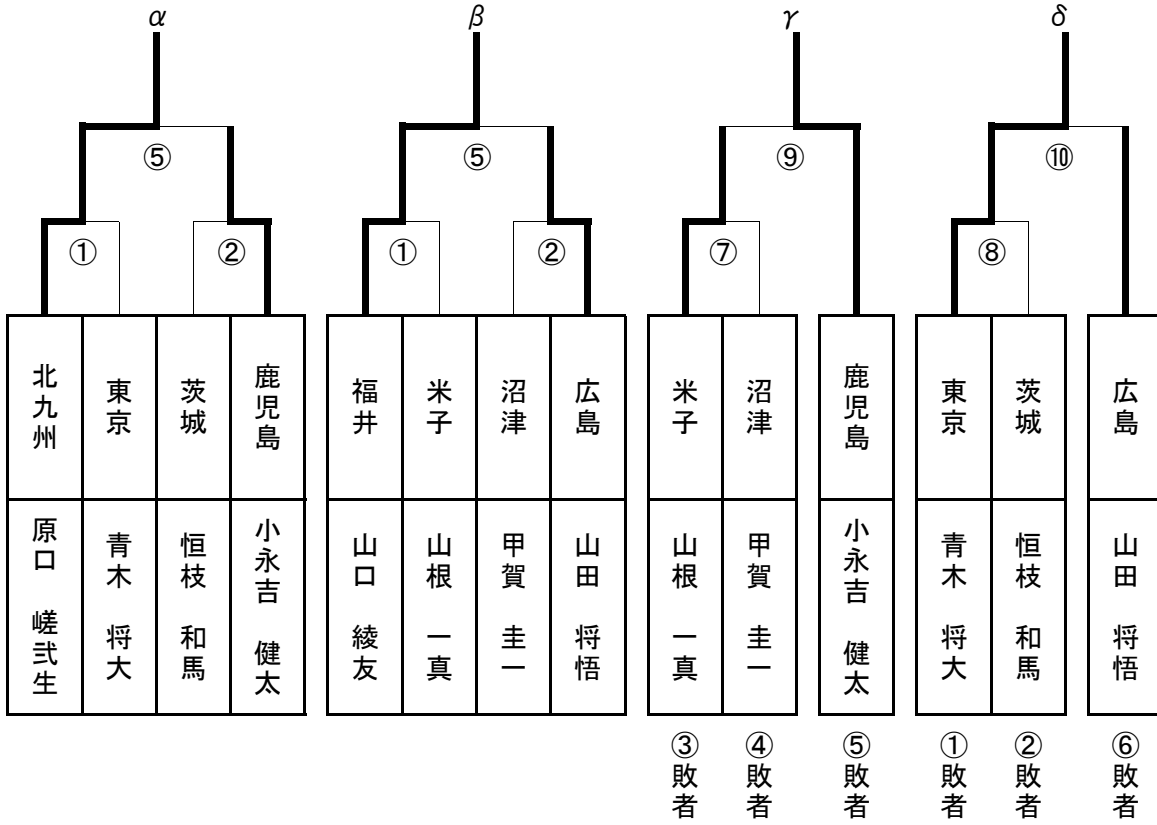 α
β
γ
δ
⑤
⑤
⑨
⑩
①
②
①
②
⑦
⑧
北九州
東京
茨城
鹿児島
福井
米子
沼津
広島
米子
沼津
鹿児島
東京
茨城
広島
原口 嵯弐生
青木 将大
恒枝 和馬
小永吉 健太
山口 綾友
山根 一真
甲賀 圭一
山田 将悟
山根 一真
甲賀 圭一
小永吉 健太
青木 将大
恒枝 和馬
山田 将悟
③敗者
④敗者
⑤敗者
①敗者
②敗者
⑥敗者